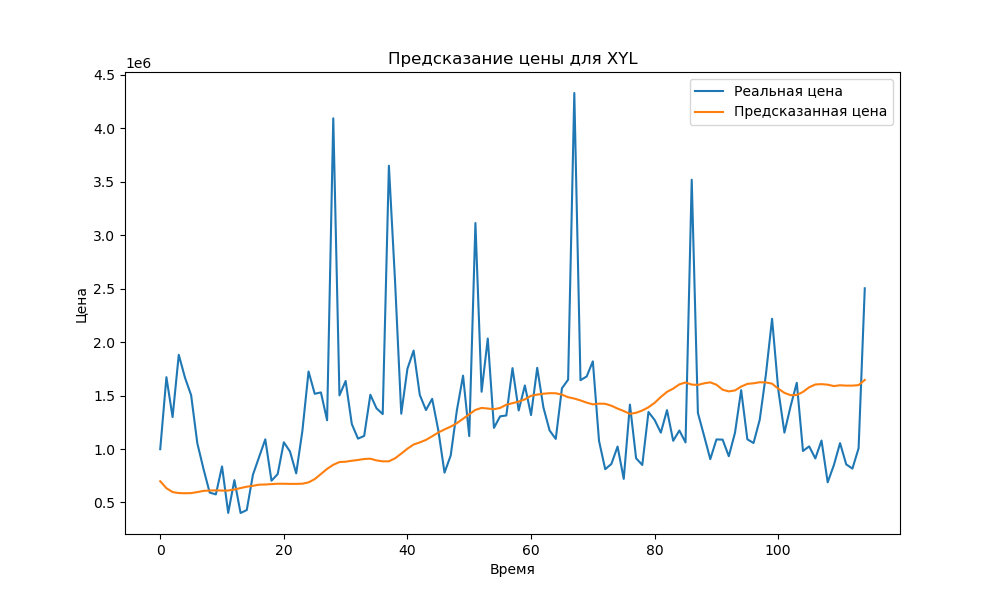 Предсказание цены для XYL
1e6
4.5
4.0
3.5
3.0
2.5
2.0
1.5
1.0
0.5
Цена
Реальная цена
Предсказанная цена
0 20 40 60 80 100
Время